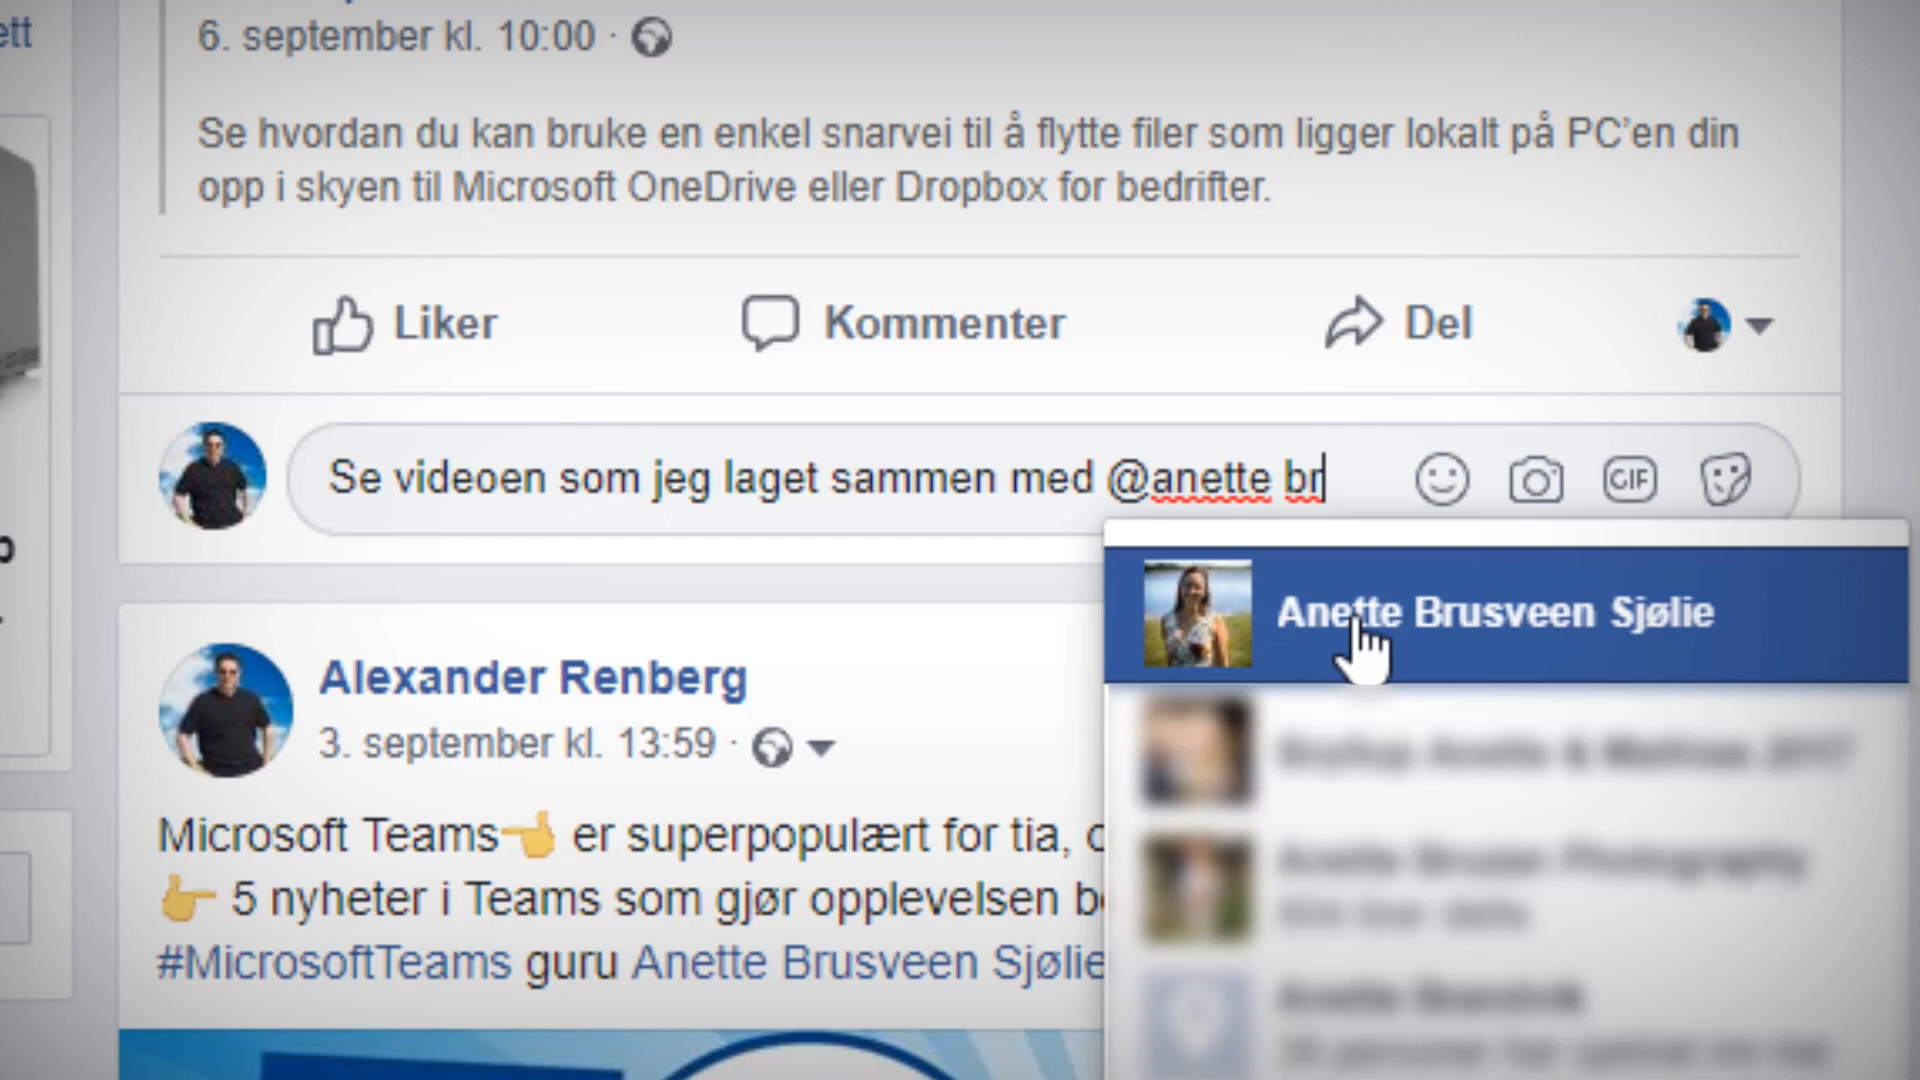 ett
6. september kl. 10:00 ·
Se hvordan du kan bruke en enkel snarvei til å flytte filer som ligger lokalt på PC'en din
opp i skyen til Microsoft OneDrive eller Dropbox for bedrifter.
Liker
Kommenter
Del
Se videoen som jeg laget sammen med @anette br
GIF
Anette Brusveen Sjølie
Alexander Renberg
3. september kl. 13:59 ·
Microsoft Teams👈 er superpopulært for tia, 
👉 5 nyheter i Teams som gjør opplevelsen
#MicrosoftTeams guru Anette Brusveen Sjølie